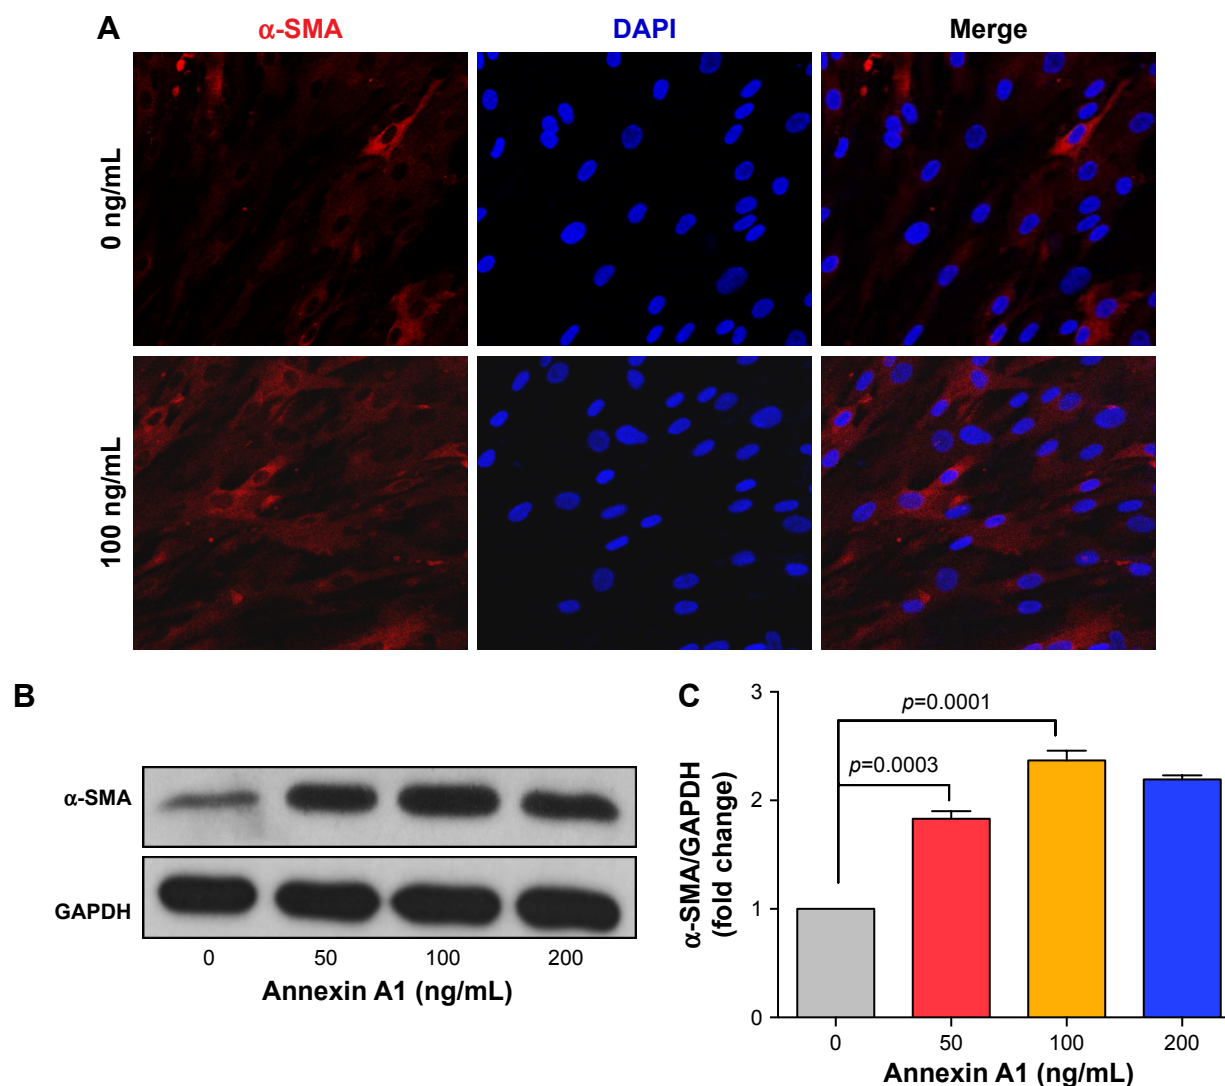 A
α-SMA
DAPI
Merge
0 ng/mL
100 ng/mL
B
α-SMA
GAPDH
0
50
100
200
Annexin A1 (ng/mL)
C
α-SMA/GAPDH
(fold change)
3
2
1
0
p=0.0001
p=0.0003
0
50
100
200
Annexin A1 (ng/mL)